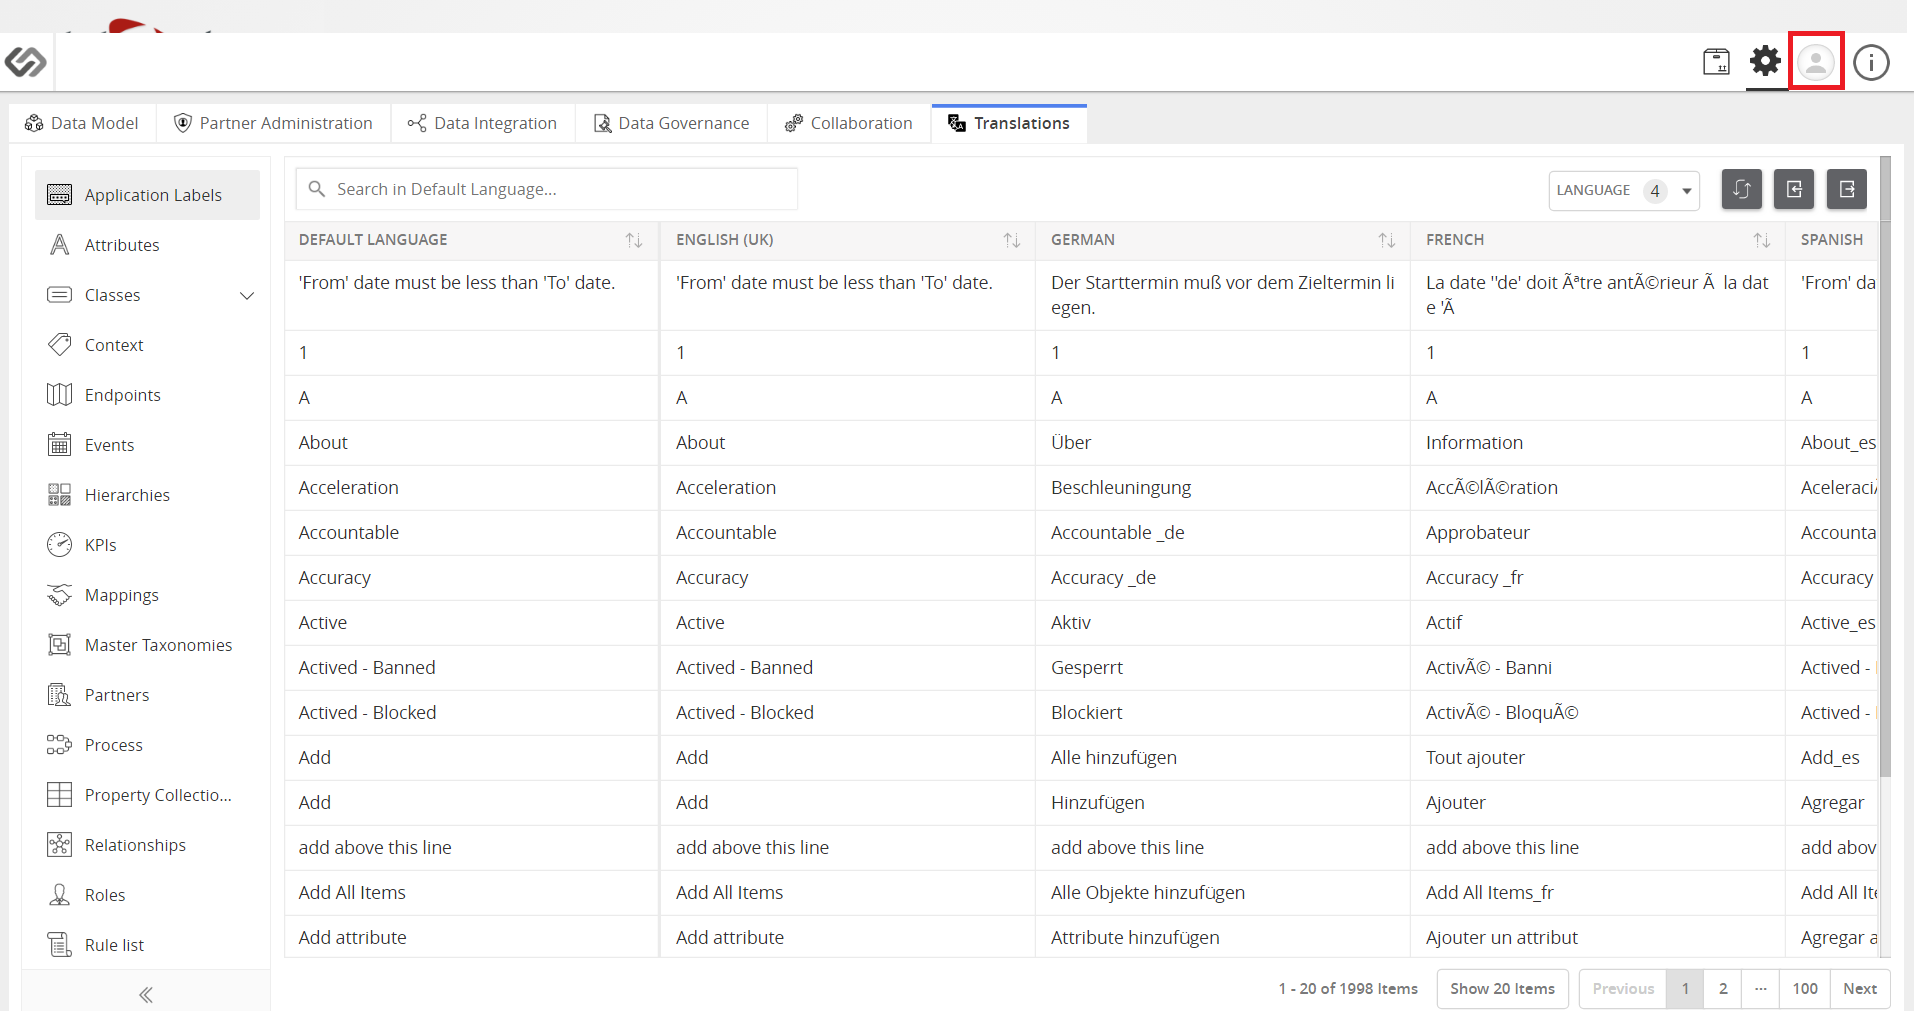 Data Model
Partner Administration
Data Integration
Data Governance
Collaboration
Translations
Application Labels
Attributes
Classes
Context
Endpoints
Events
Hierarchies
KPIs
Mappings
Master Taxonomies
Partners
Process
Property Collectio...
Relationships
Roles
Rule list
Search in Default Language...
LANGUAGE 4
DEFAULT LANGUAGE ENGLISH (UK) GERMAN FRENCH SPANISH
'From' date must be less than 'To' date. 'From' date must be less than 'To' date. Der Starttermin muß vor dem Zieltermin li La date ''de' doit Ãªtre antÃ©rieur Ã  la dat 'From' da
egen. e 'Ã
1 1 1 1 1
A A A A A
About About Über Information About_es
Acceleration Acceleration Beschleuningung AccÃ©lÃ©ration AceleraciÃ
Accountable Accountable Accountable _de Approbateur Accounta
Accuracy Accuracy Accuracy _de Accuracy _fr Accuracy
Active Active Aktiv Actif Active_es
Actived - Banned Actived - Banned Gesperrt ActivÃ© - Banni Actived -
Actived - Blocked Actived - Blocked Blockiert ActivÃ© - BloquÃ© Actived -
Add Add Alle hinzufügen Tout ajouter Add_es
Add Add Hinzufügen Ajouter Agregar
add above this line add above this line add above this line add above this line add abov
Add All Items Add All Items Alle Objekte hinzufügen Add All Items_fr Add All Ite
Add attribute Add attribute Attribute hinzufügen Ajouter un attribut Agregar a
1 - 20 of 1998 Items Show 20 Items Previous 1 2 ... 100 Next